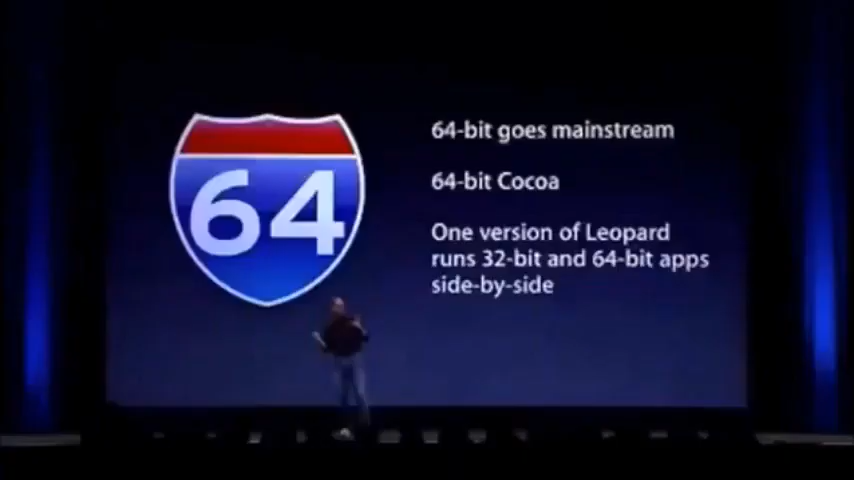 64
64-bit goes mainstream
64-bit Cocoa
One version of Leopard
runs 32-bit and 64-bit apps
side-by-side